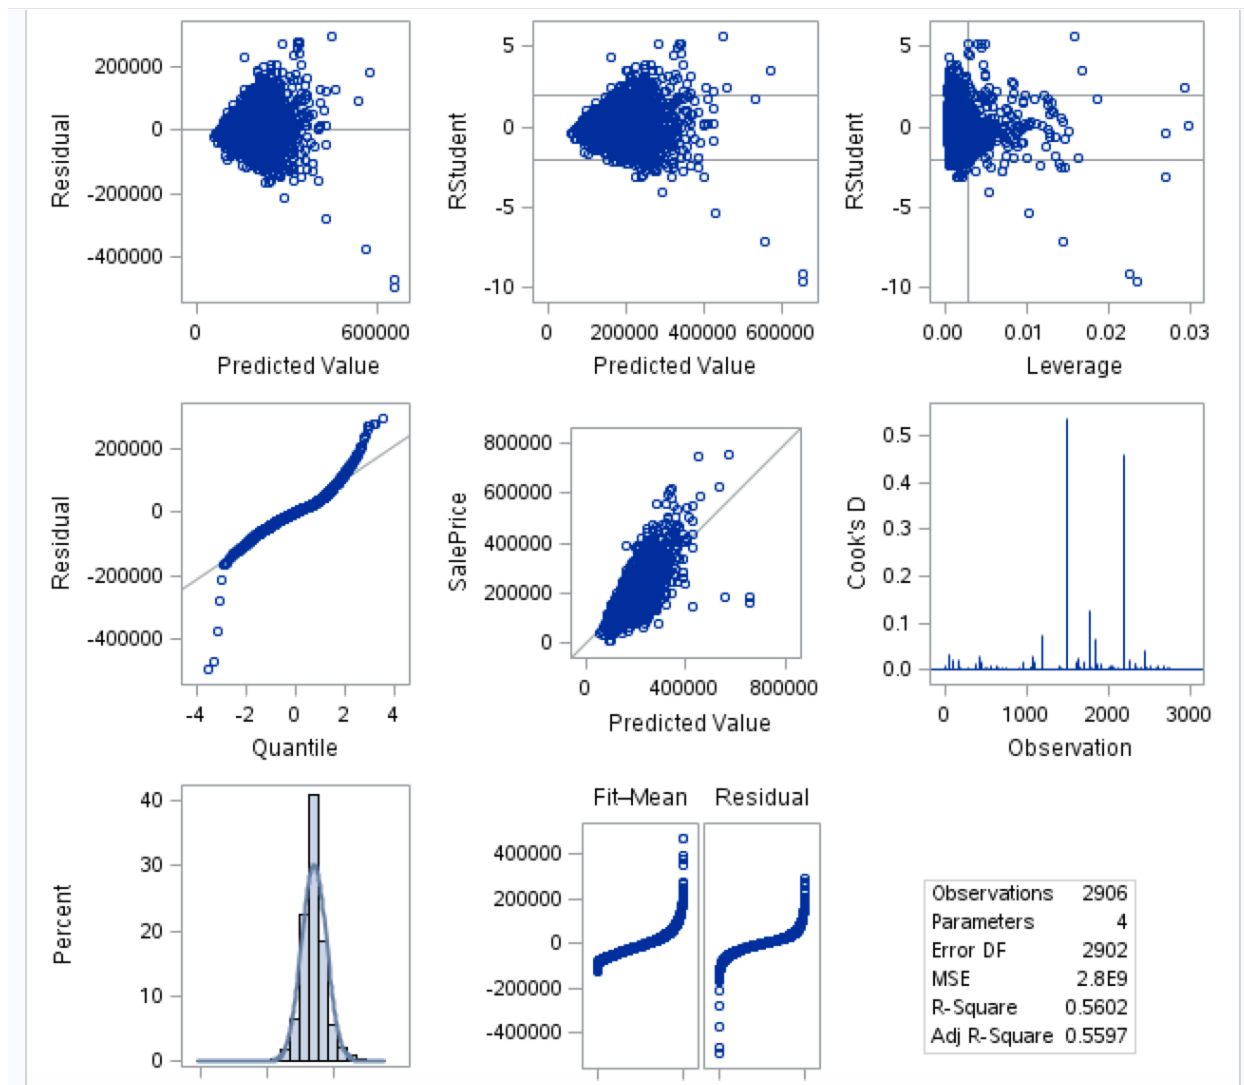 200000
0
-200000
-400000
Residual
0
600000
Predicted Value
5
0
-5
-10
RStudent
0
200000
400000
600000
Predicted Value
5
0
-5
-10
RStudent
0.00
0.01
0.02
0.03
Leverage
200000
0
-200000
-400000
Residual
-4
-2
0
2
4
Quantile
800000
600000
400000
200000
0
SalePrice
0
400000
800000
Predicted Value
0.5
0.4
0.3
0.2
0.1
0.0
Cook's D
0
1000
2000
3000
Observation
40
30
20
10
0
Percent
Fit–Mean
Residual
400000
200000
0
-200000
-400000
Observations 2906
Parameters 4
Error DF 2902
MSE 2.8E9
R-Square 0.5602
Adj R-Square 0.5597